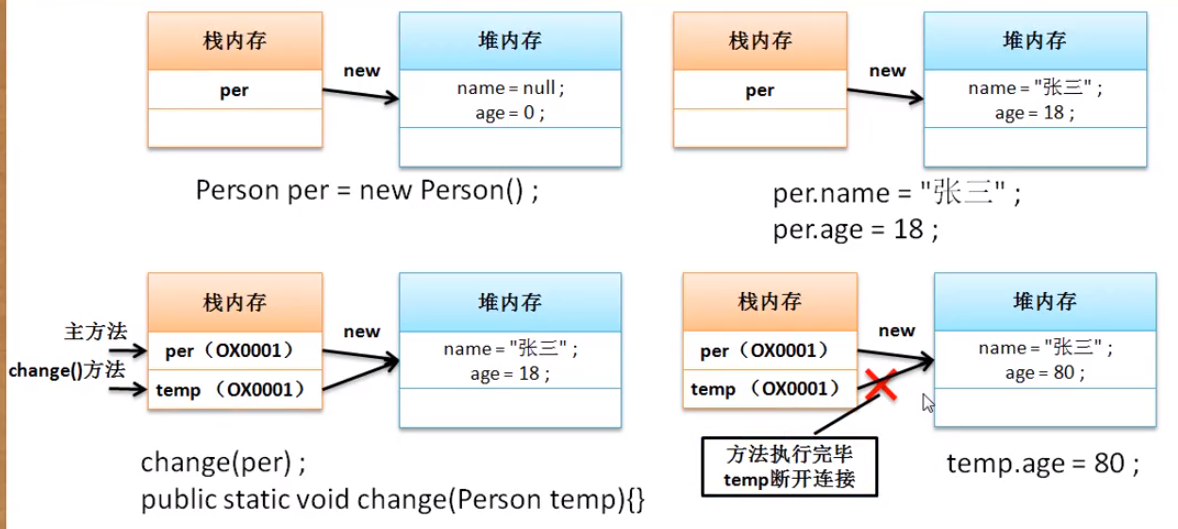 栈内存
堆内存
new
per
name = null ;
age = 0 ;
Person per = new Person() ;
栈内存
堆内存
new
per
name = "张三" ;
age = 18 ;
per.name = "张三" ;
per.age = 18 ;
栈内存
堆内存
主方法
new
per（OX0001）
name = "张三" ;
change()方法
age = 18 ;
temp （OX0001）
change(per) ;
public static void change(Person temp){}
栈内存
堆内存
new
per（OX0001）
name = "张三" ;
age = 80 ;
temp （OX0001）
方法执行完毕
temp断开连接
temp.age = 80 ;